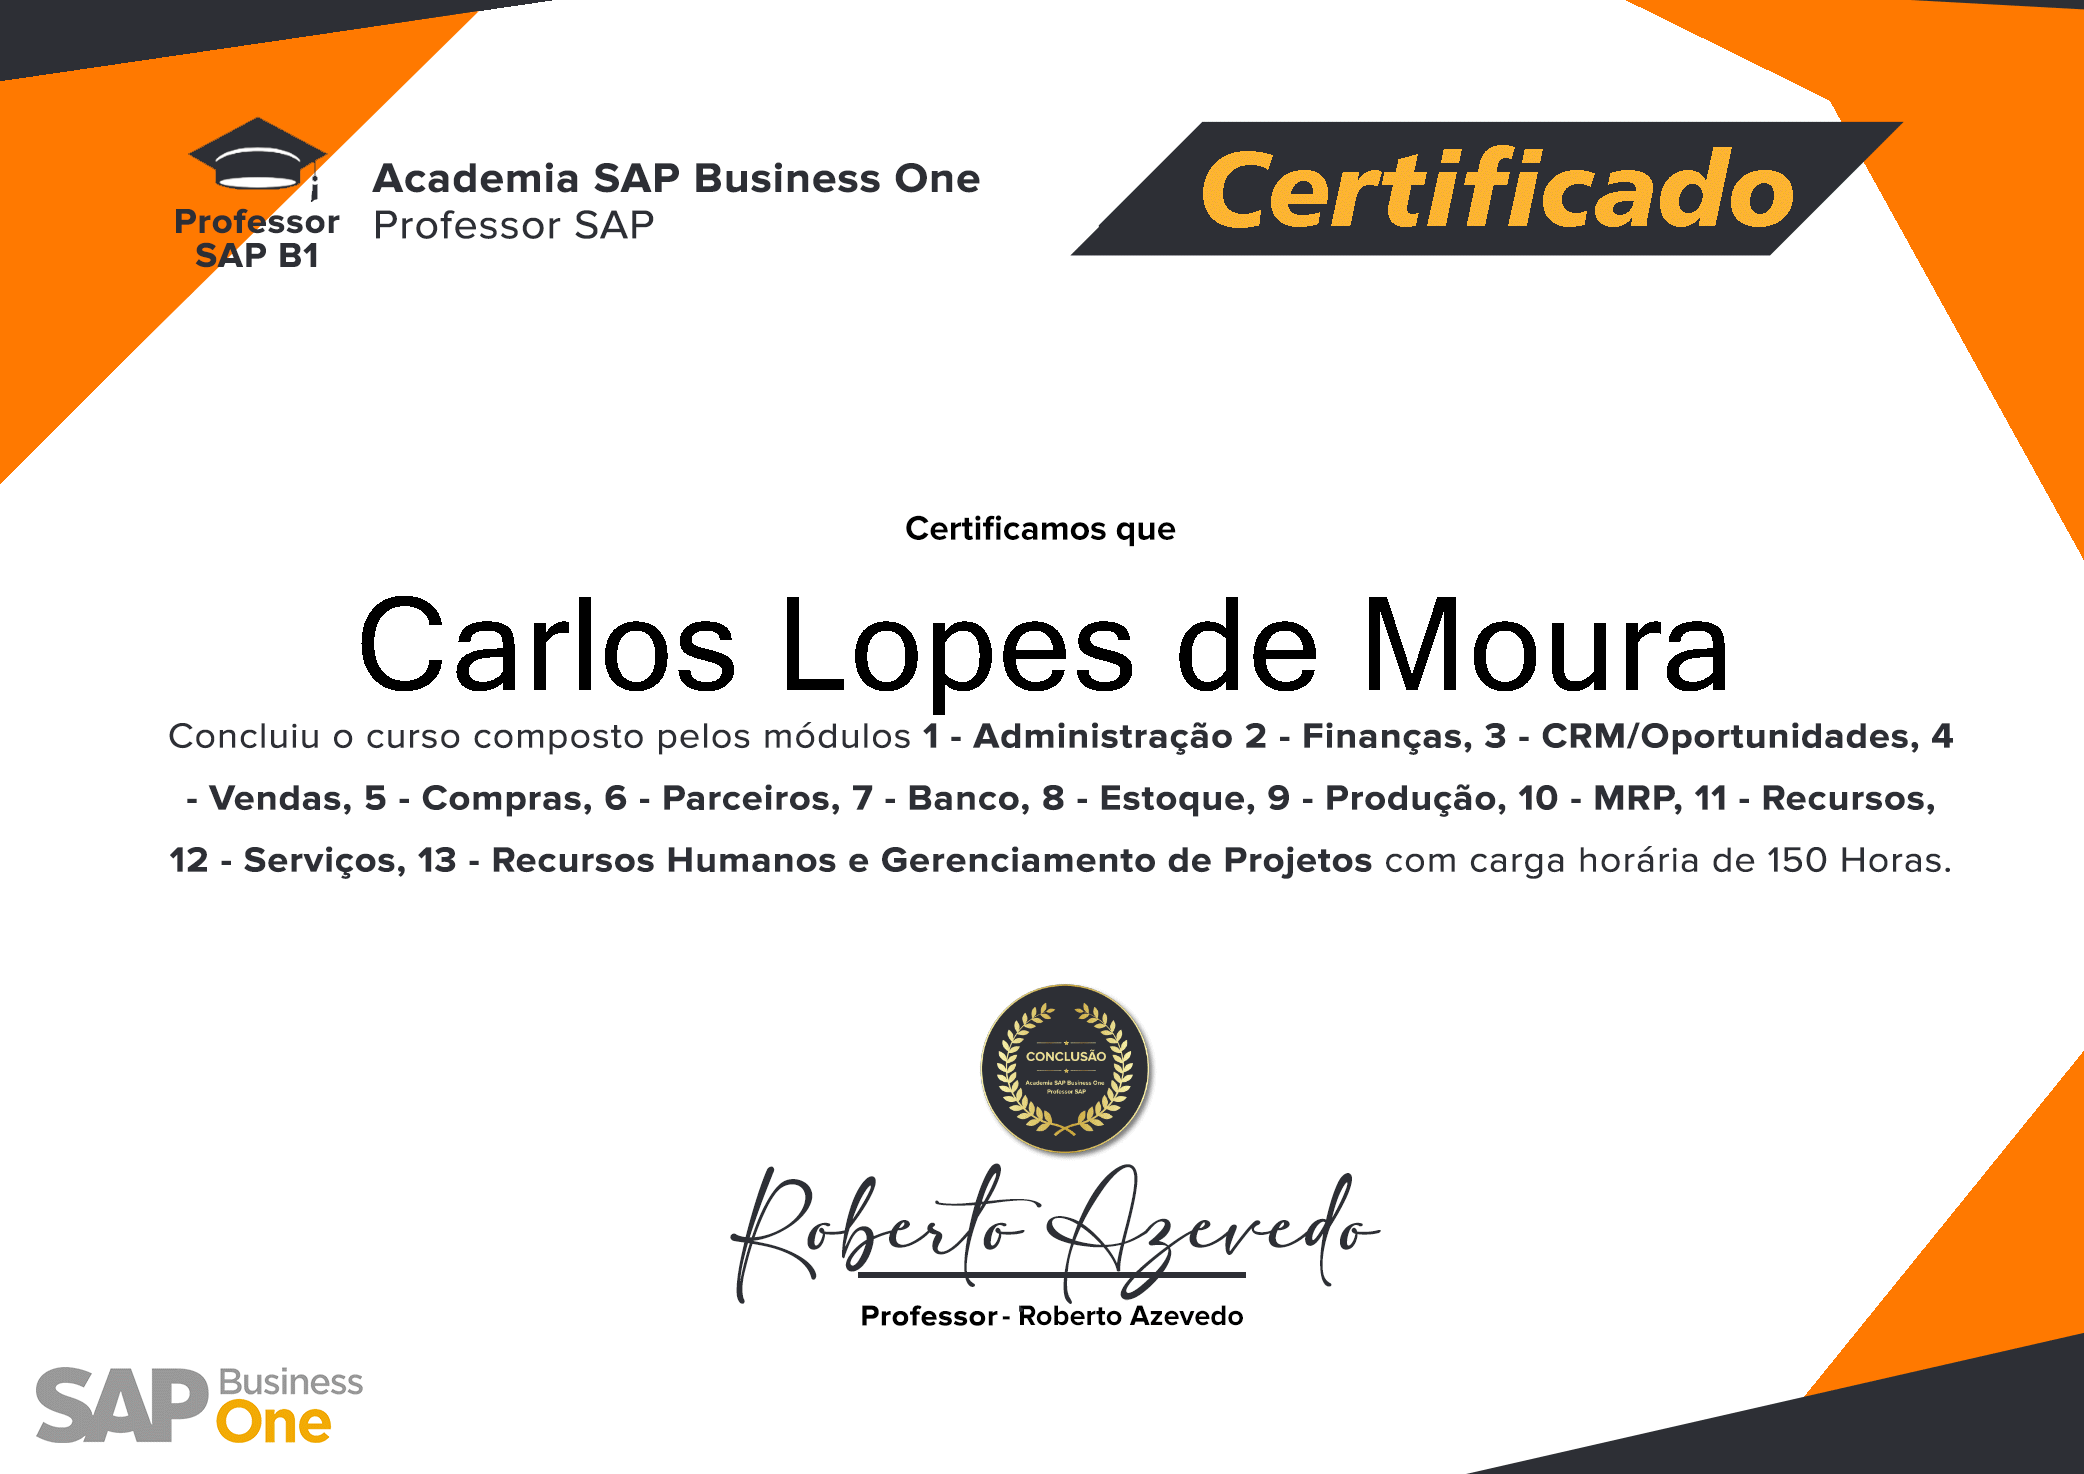 Professor
SAP B1
Academia SAP Business One
Professor SAP
Certificado
Certificamos que
Carlos Lopes de Moura
Concluiu o curso composto pelos módulos 1 - Administração 2 - Finanças, 3 - CRM/Oportunidades, 4
- Vendas, 5 - Compras, 6 - Parceiros, 7 - Banco, 8 - Estoque, 9 - Produção, 10 - MRP, 11 - Recursos,
12 - Serviços, 13 - Recursos Humanos e Gerenciamento de Projetos com carga horária de 150 Horas.
CONCLUSÃO
Academia SAP Business One
Professor SAP
Roberto Azevedo
Professor - Roberto Azevedo
SAP Business
One